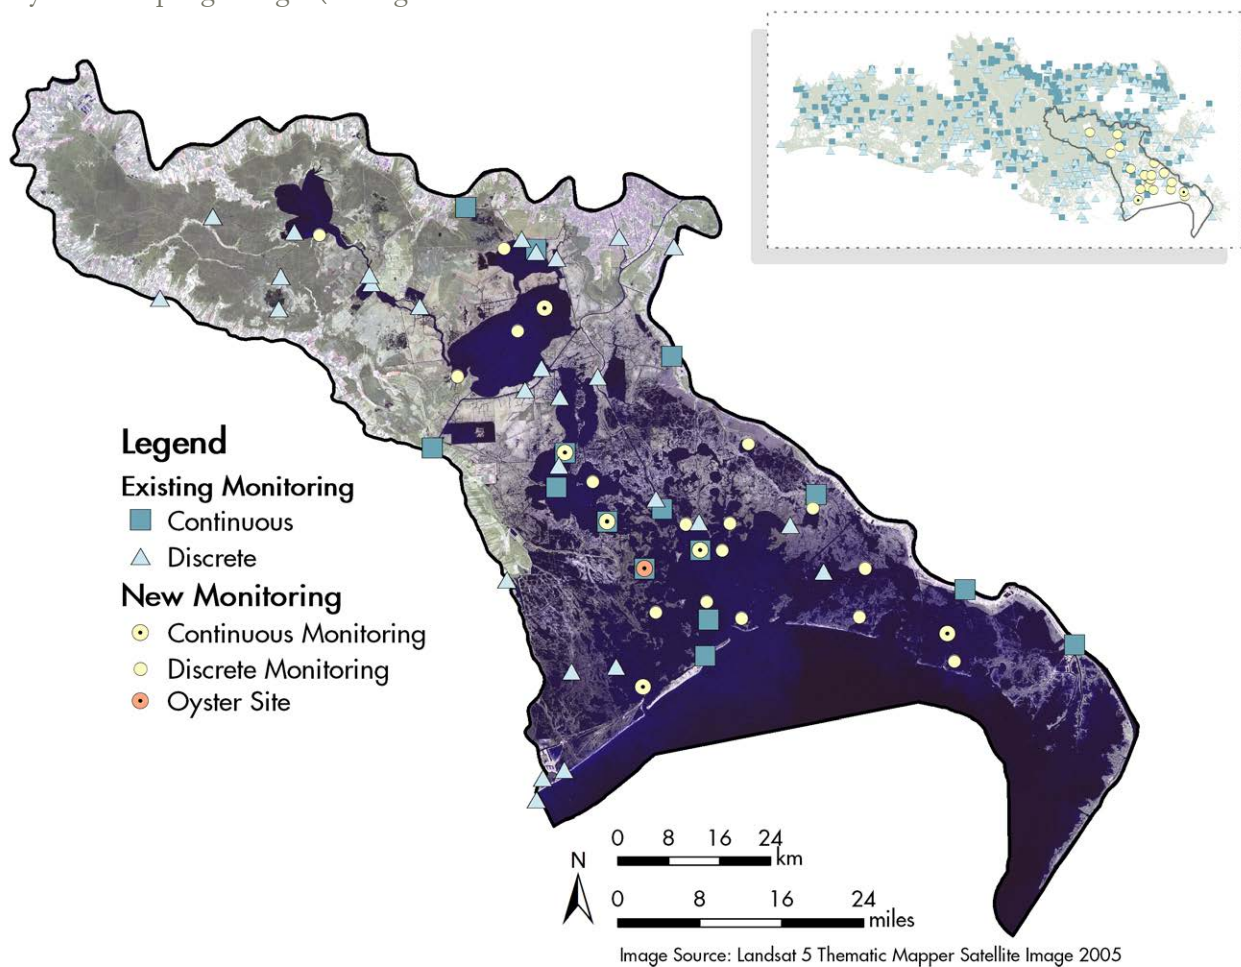 Legend
Existing Monitoring
Continuous
Discrete
New Monitoring
Continuous Monitoring
Discrete Monitoring
Oyster Site
N
0 8 16 24
km
0 8 16 24
miles
Image Source: Landsat 5 Thematic Mapper Satellite Image 2005